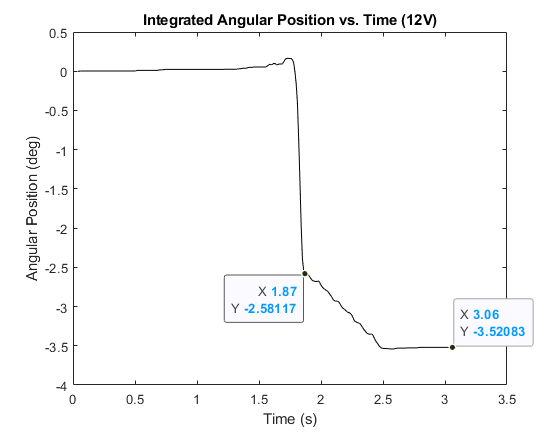 Integrated Angular Position vs. Time (12V)
Angular Position (deg)
0.5
0
-0.5
-1
-1.5
-2
-2.5
-3
-3.5
-4
X 1.87
Y -2.58117
X 3.06
Y -3.52083
0 0.5 1 1.5 2 2.5 3 3.5
Time (s)